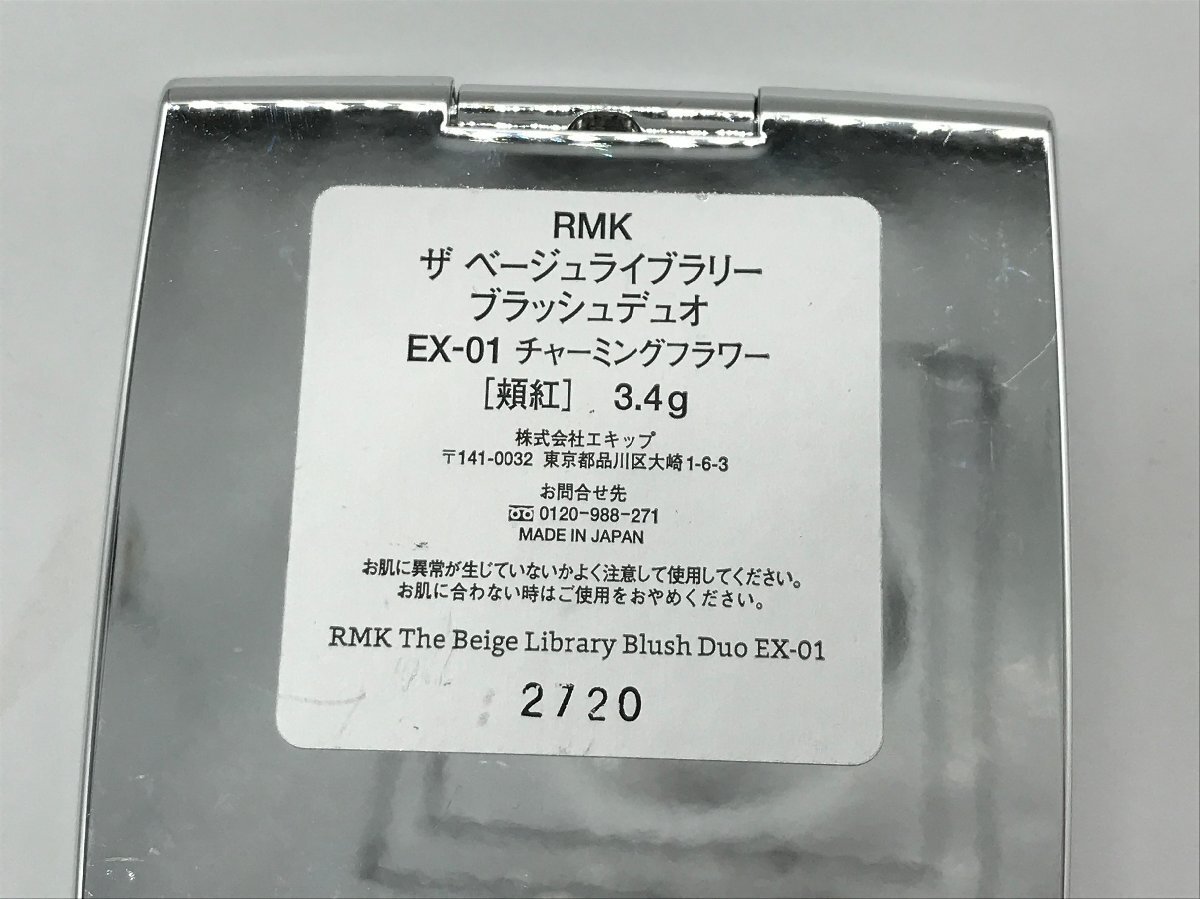 RMK
ザ ベージュライブラリー
ブラッシュデュオ
EX-01 チャーミングフラワー
［頬紅］ 3.4g
株式会社エキップ
〒141-0032 東京都品川区大崎1-6-3
お問合せ先
0120-988-271
MADE IN JAPAN
お肌に異常が生じていないかよく注意して使用してください。
お肌に合わない時はご使用をおやめください。
RMK The Beige Library Blush Duo EX-01
2720